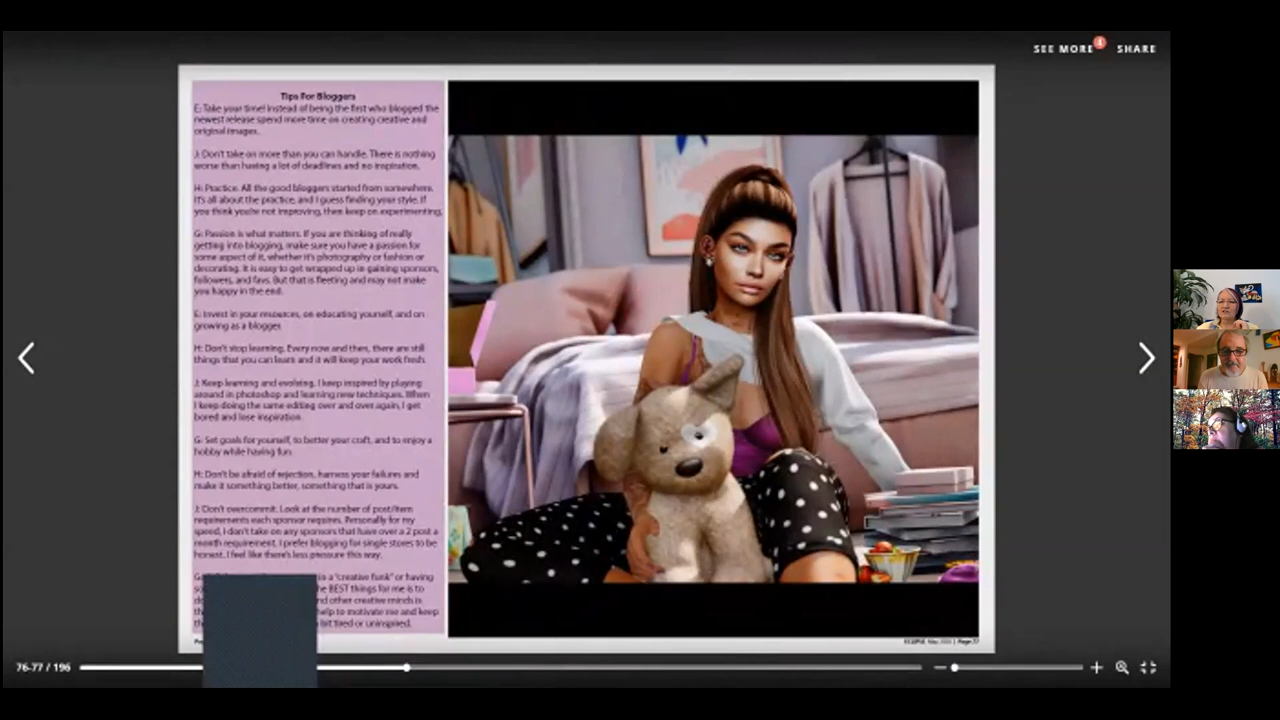 SEE MORE 4 SHARE
Tips For Bloggers
E: Take your time! Instead of being the first who blogged the
newest release spend more time on creating creative and
original images.
J: Don't take on more than you can handle. There is nothing
worse than having a lot of deadlines and no inspiration.
H: Practice. All the good bloggers started from somewhere.
It's all about the practice, and I guess finding your style. If
you think you're not improving, then keep on experimenting.
G: Passion is what matters. If you are thinking of really
getting into blogging, make sure you have a passion for
some aspect of it, whether it's photography or fashion or
decorating. It is easy to get wrapped up in gaining sponsors,
followers, and favs. But that is fleeting and may not make
you happy in the end.
E: Invest in your resources, on educating yourself, and on
growing as a blogger.
H: Don't stop learning. Every now and then, there are still
things that you can learn and it will keep your work fresh.
J: Keep learning and evolving. I keep inspired by playing
around in photoshop and learning new techniques. When
I keep doing the same editing over and over again, I get
bored and lose inspiration.
G: Set goals for yourself, to better your craft, and to enjoy a
hobby while having fun.
H: Don't be afraid of rejection, harness your failures and
make it something better, something that is yours.
J: Don't overcommit. Look at the number of post/item
requirements each sponsor requires. Personally for my
speed, I don't take on any sponsors that have over a 2 post a
month requirement. I prefer blogging for single stores to be
honest. I feel like there's less pressure this way.
in a "creative funk" or having
the BEST things for me is to
and other creative minds is
help to motivate me and keep
bit tired or uninspired.
Page 77
76-77 / 196